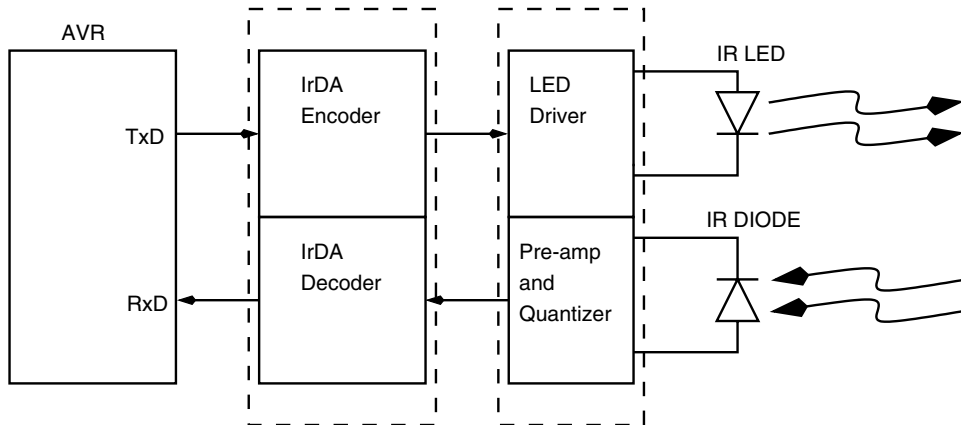 AVR
TxD
RxD
IrDA
Encoder
IrDA
Decoder
LED
Driver
Pre-amp
and
Quantizer
IR LED
IR DIODE